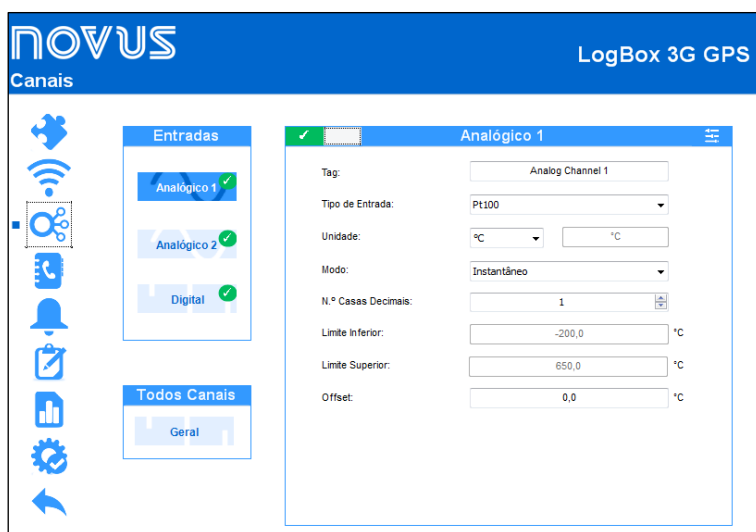 NOVUS
LogBox 3G GPS
Canais
Entradas
Analógico 1
Analógico 2
Digital
Todos Canais
Geral
Analógico 1
Tag: Analog Channel 1
Tipo de Entrada: Pt100
Unidade: °C °C
Modo: Instantâneo
N.º Casas Decimais: 1
Limite Inferior: -200,0 °C
Limite Superior: 650,0 °C
Offset: 0,0 °C